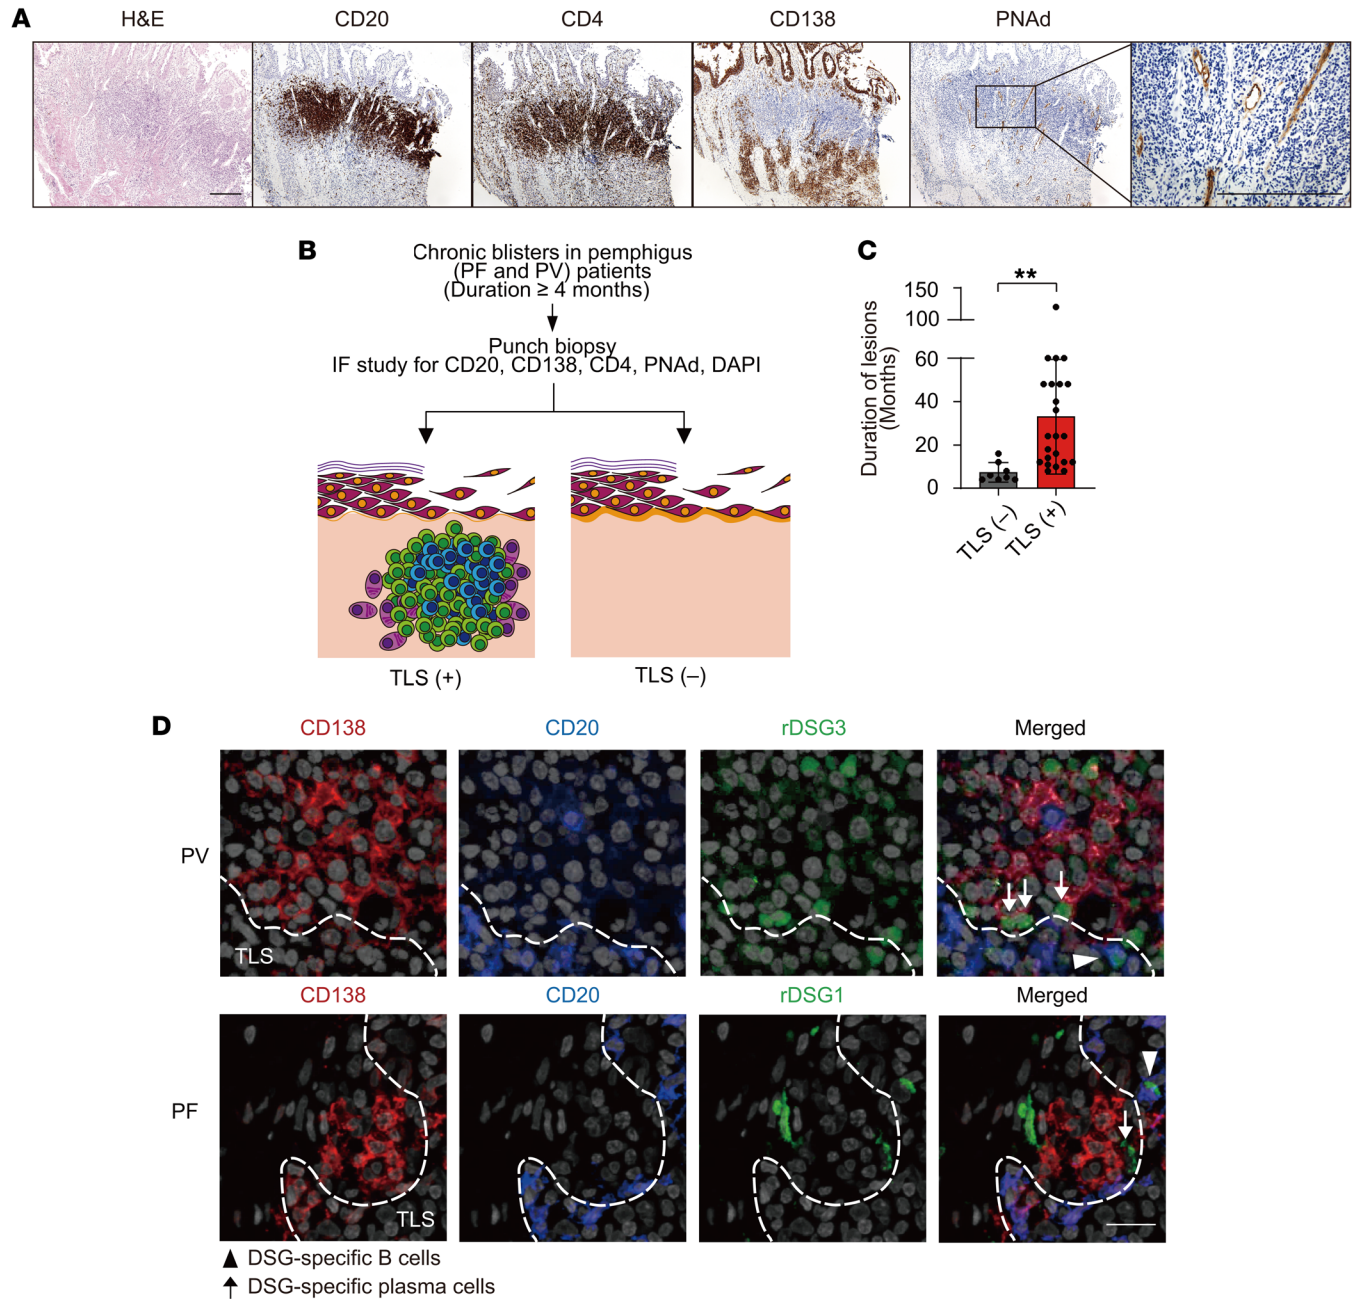 A
H&E
CD20
CD4
CD138
PNAd
B
Chronic blisters in pemphigus
(PF and PV) patients
(Duration ≥ 4 months)
Punch biopsy
IF study for CD20, CD138, CD4, PNAd, DAPI
TLS (+)
TLS (–)
C
**
Duration of lesions
(Months)
150
100
60
40
20
0
TLS (–)
TLS (+)
D
CD138
CD20
rDSG3
Merged
PV
TLS
CD138
CD20
rDSG1
Merged
PF
TLS
DSG-specific B cells
DSG-specific plasma cells